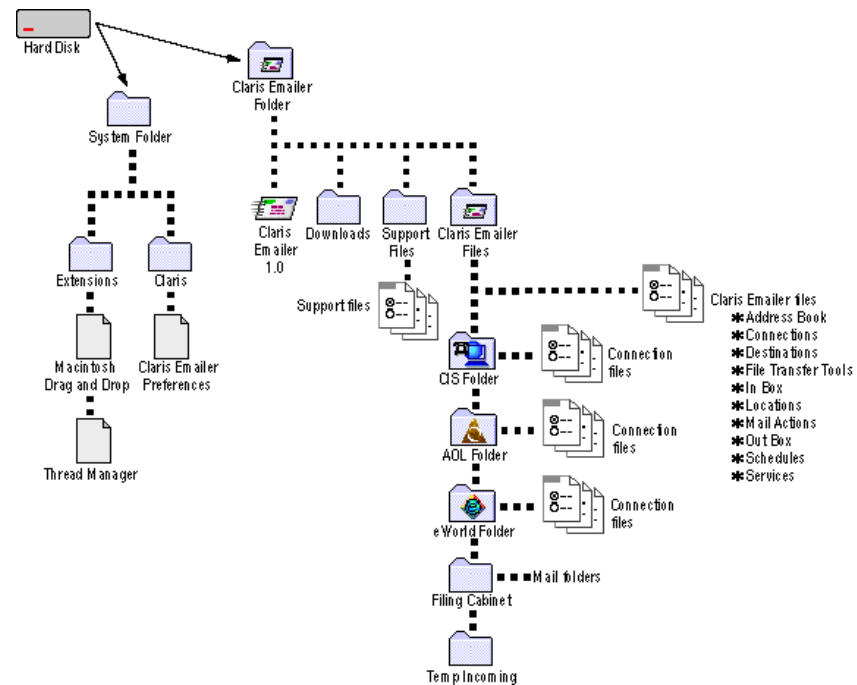 Hard Disk
Claris Emailer
Folder
System Folder
Claris
Emailer
1.0
Downloads
Support
Files
Claris Emailer
Files
Extensions
Claris
Support files
Claris Emailer files
✱Address Book
✱Connections
✱Destinations
✱File Transfer Tools
✱In Box
✱Locations
✱Mail Actions
✱Out Box
✱Schedules
✱Services
Macintosh
Drag and Drop
Claris Emailer
Preferences
CIS Folder
Connection
files
AOL Folder
Connection
files
Thread Manager
eWorld Folder
Connection
files
Filing Cabinet
Mail folders
Temp Incoming